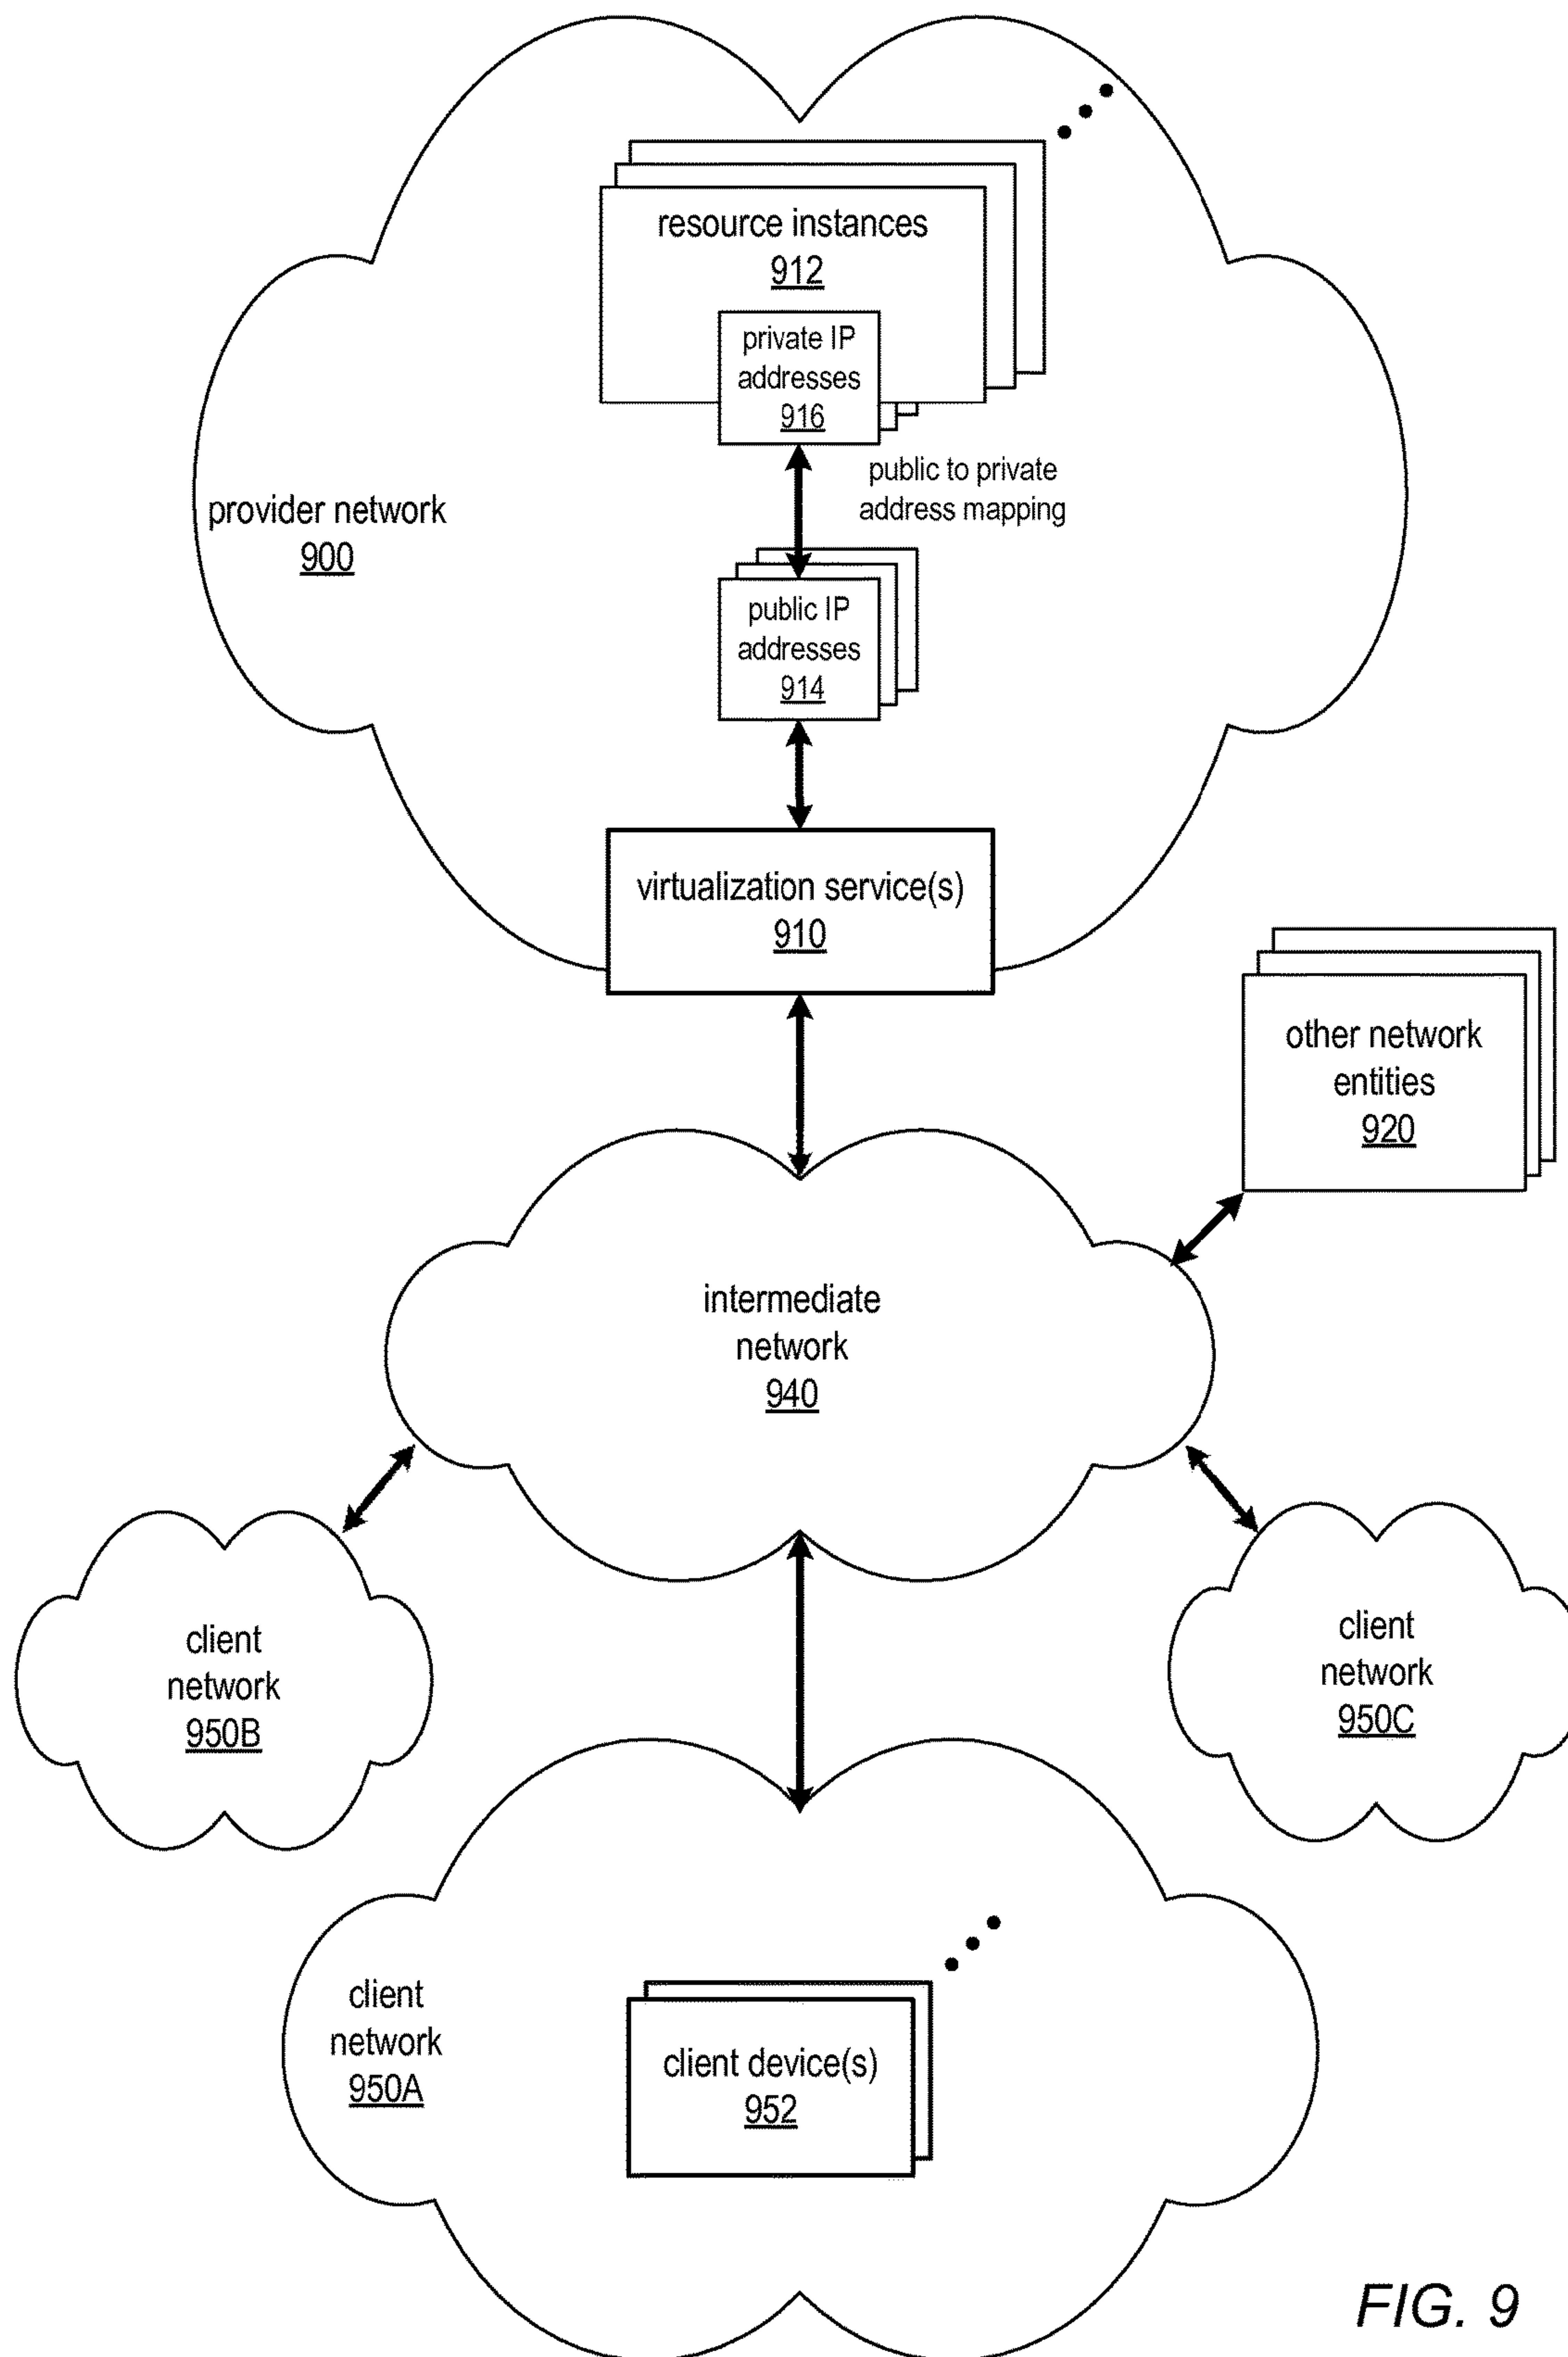 resource instances
912
private IP
addresses
916
public to private
address mapping
provider network
900
public IP
addresses
914
virtualization service(s)
910
other network
entities
920
intermediate
network
940
client
network
950B
client
network
950C
client
network
950A
client device(s)
952
FIG. 9